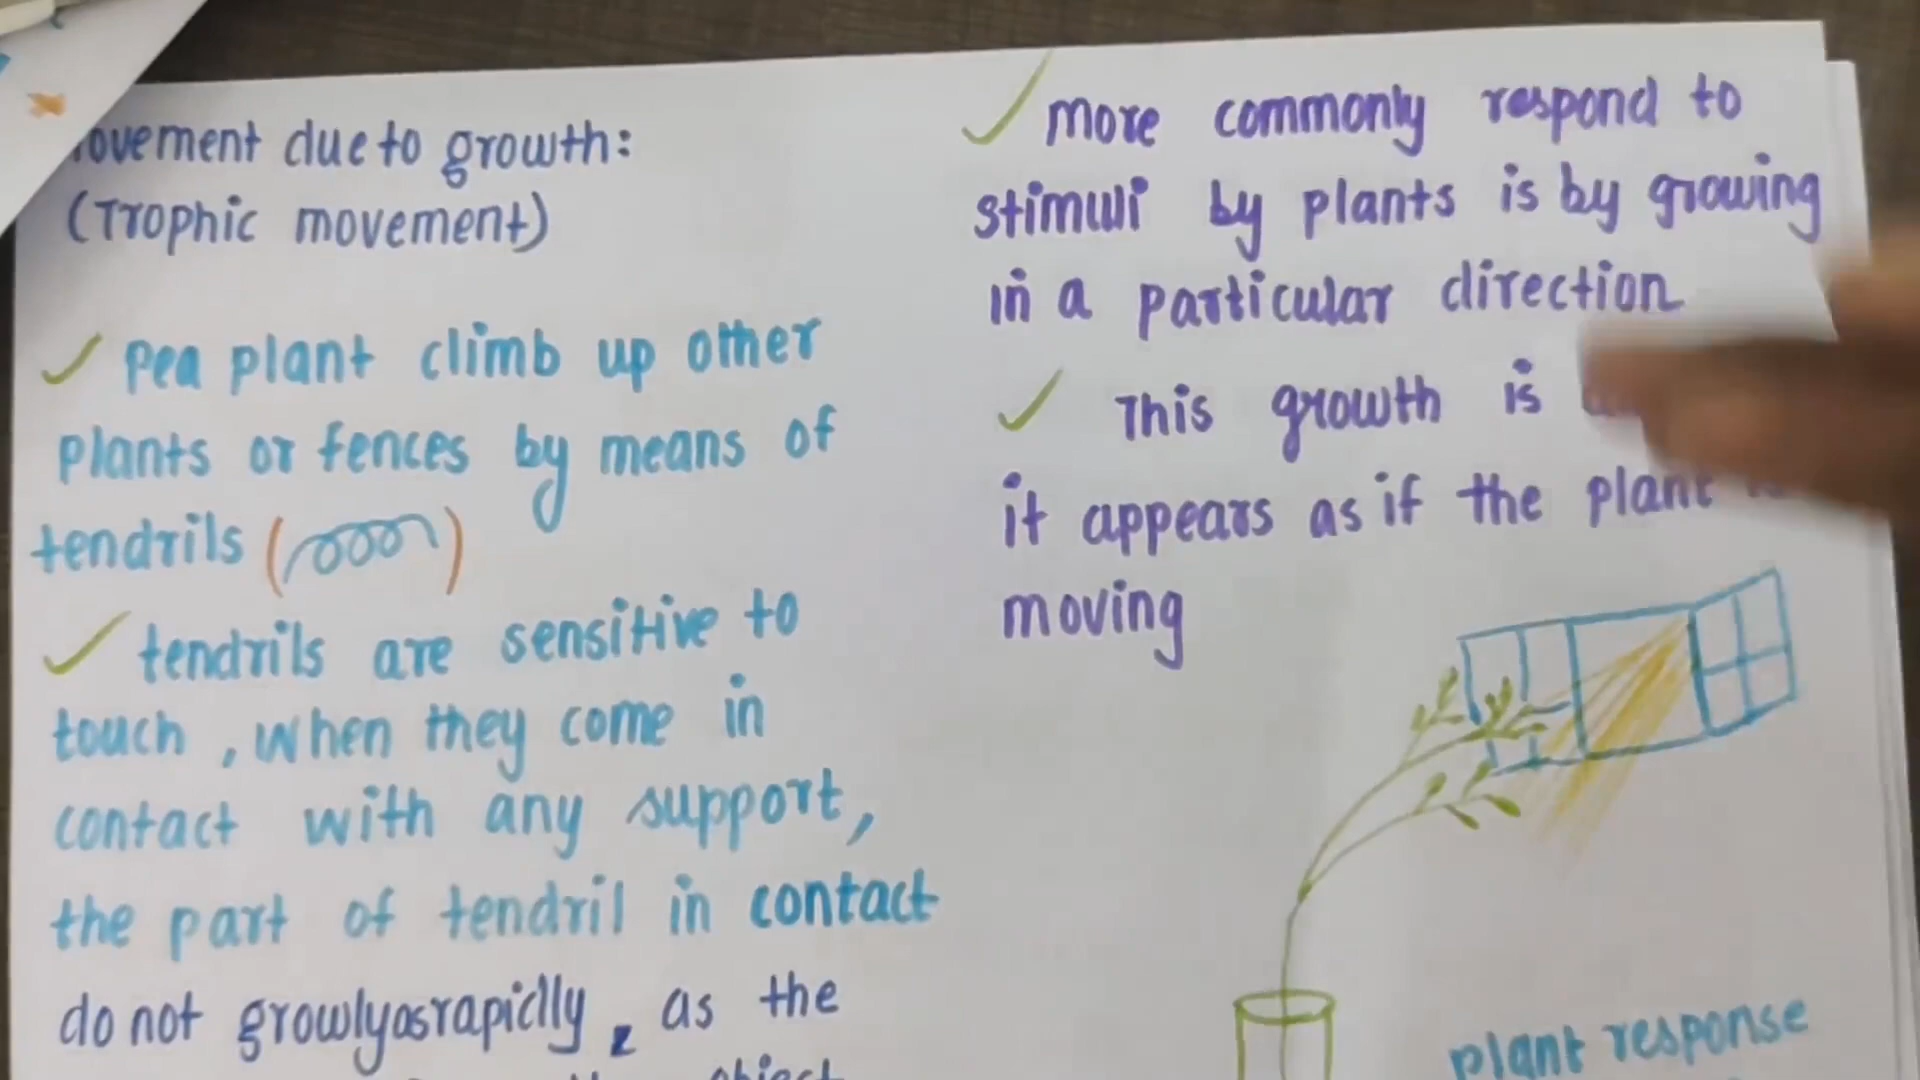 ovement due to growth:
(Trophic movement)
pea plant climb up other
plants or fences by means of
tendrils (
)
tendrils are sensitive to
touch, when they come in
contact with any support,
the part of tendril in contact
do not growlyasrapidlly, as the
object
More commonly respond to
stimuli by plants is by growing
in a particular direction
This growth is
it appears as if the plant
moving
plant response